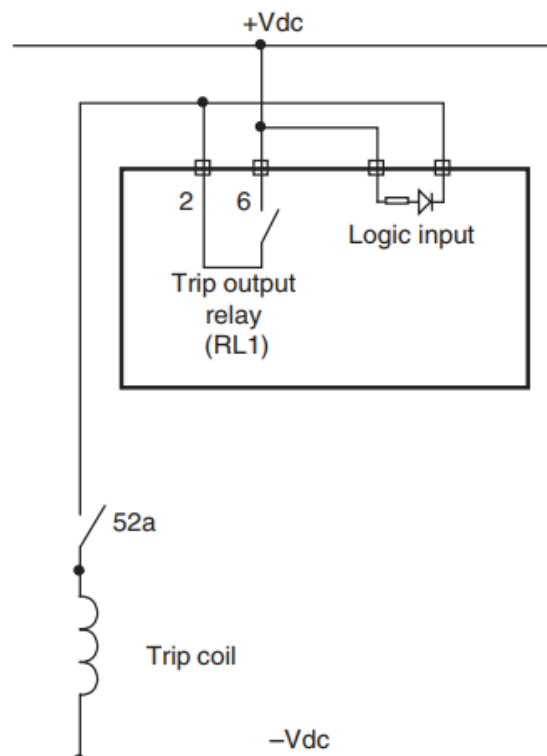 +Vdc
2 6
Logic input
Trip output
relay
(RL1)
52a
Trip coil
–Vdc